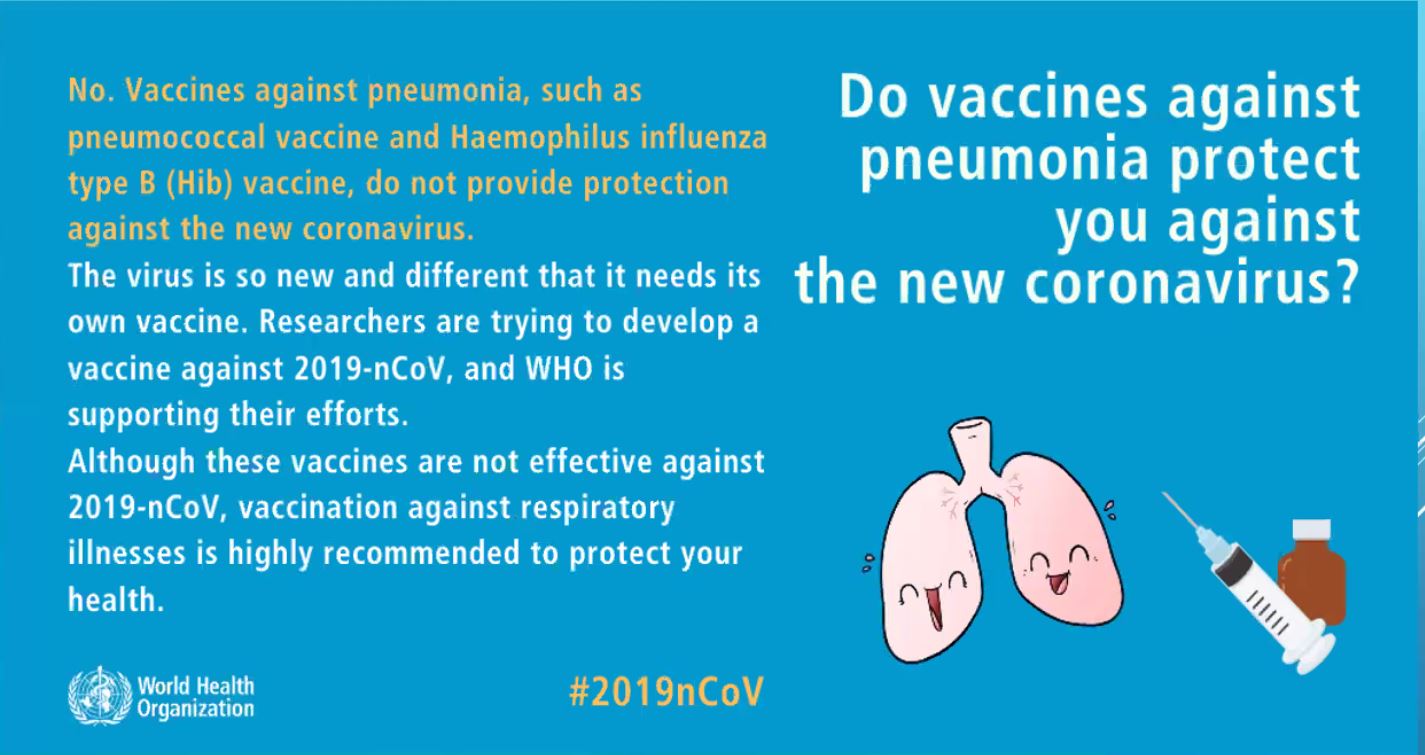 Do vaccines against
pneumonia protect
you against
the new coronavirus?
No. Vaccines against pneumonia, such as
pneumococcal vaccine and Haemophilus influenza
type B (Hib) vaccine, do not provide protection
against the new coronavirus.
The virus is so new and different that it needs its
own vaccine. Researchers are trying to develop a
vaccine against 2019-nCoV, and WHO is
supporting their efforts.
Although these vaccines are not effective against
2019-nCoV, vaccination against respiratory
illnesses is highly recommended to protect your
health.
World Health
Organization
#2019nCoV